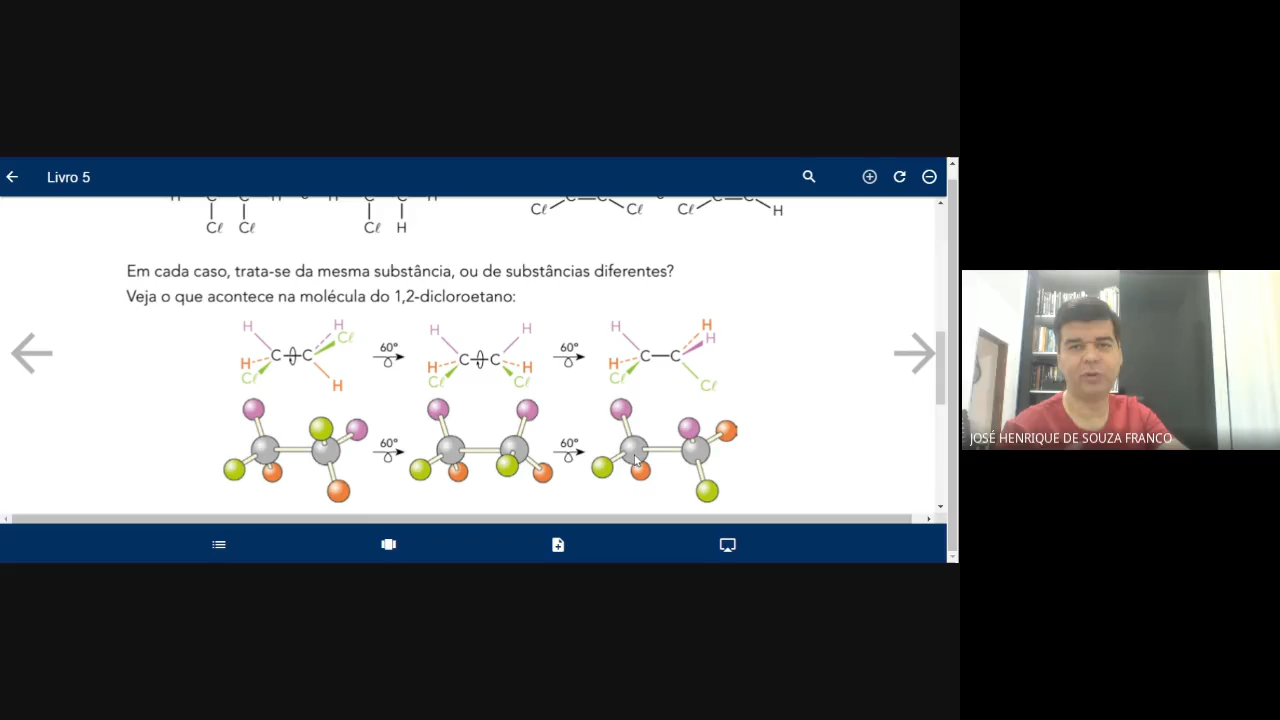 Livro 5
H C C H H C C H
Cℓ C C Cℓ Cℓ C C H
Cℓ Cℓ Cℓ H
Em cada caso, trata-se da mesma substância, ou de substâncias diferentes?
Veja o que acontece na molécula do 1,2-dicloroetano:
H H Cℓ H C C Cℓ H
60°
H H H C C H Cℓ Cℓ
60°
H H H H C C Cℓ Cℓ
60° 60°
JOSÉ HENRIQUE DE SOUZA FRANCO